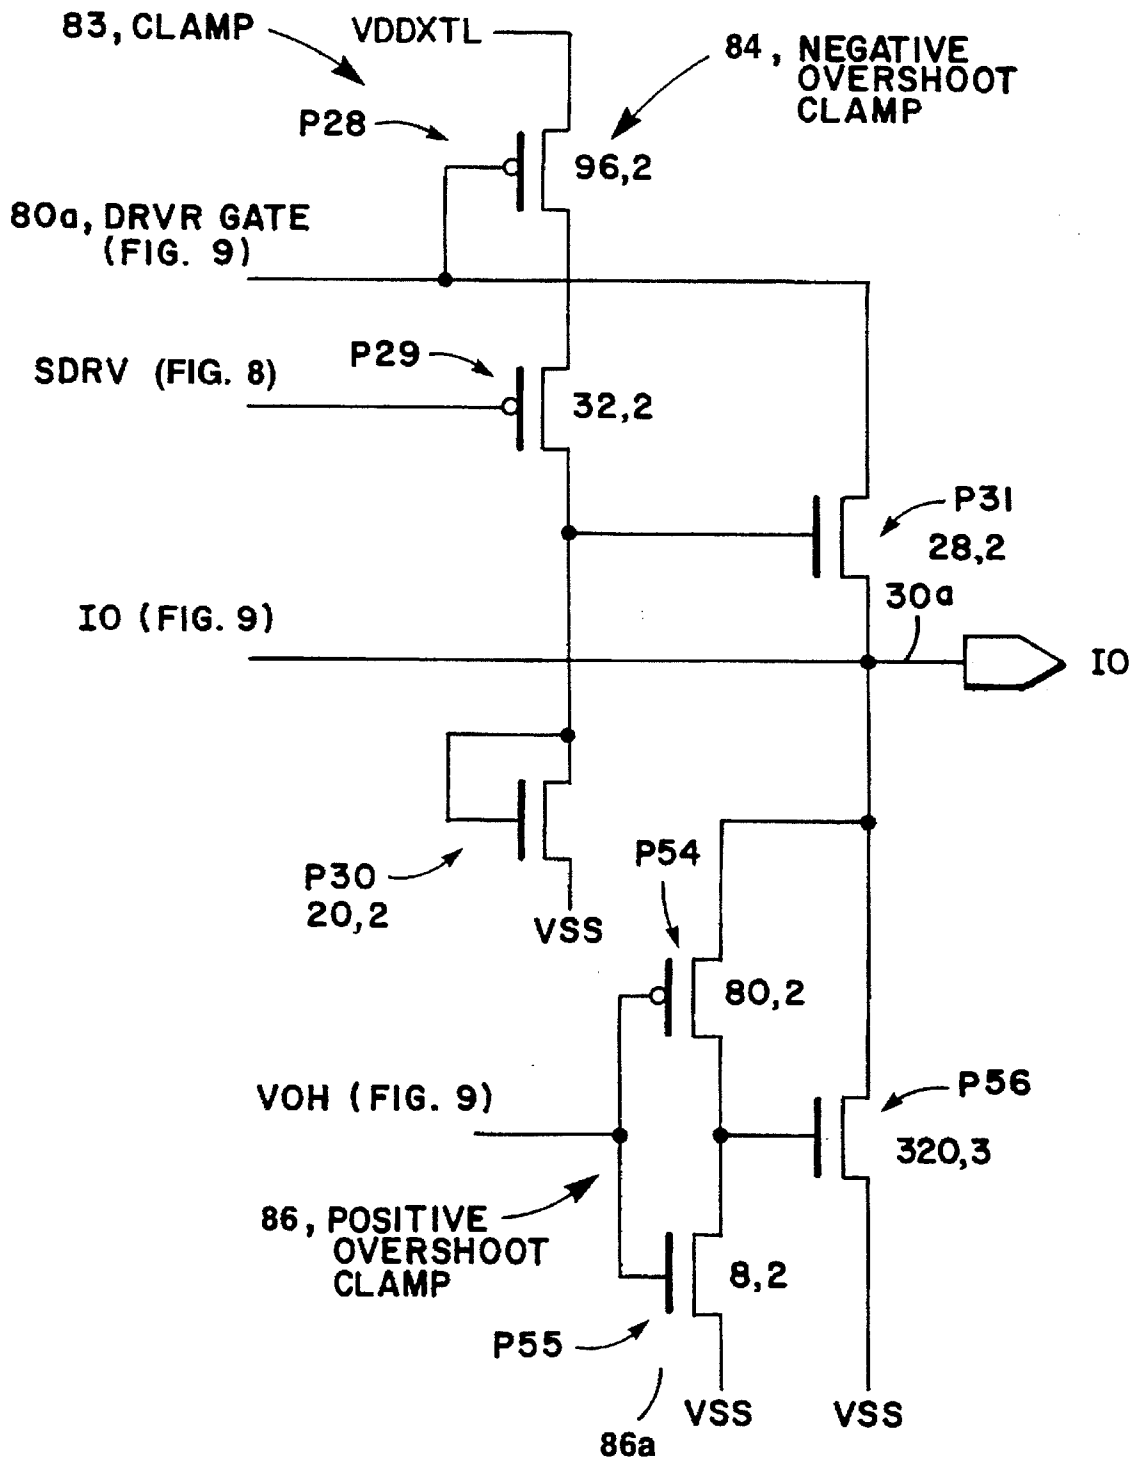 83, CLAMP
VDDXTL
84, NEGATIVE
OVERSHOOT
CLAMP
P28
96,2
80a, DRVR GATE
(FIG. 9)
P29
SDRV (FIG. 8)
32,2
P31
28,2
30a
IO (FIG. 9)
IO
P30
20,2
VSS
P54
80,2
VOH (FIG. 9)
P56
320,3
86, POSITIVE
OVERSHOOT
CLAMP
8,2
P55
86a
VSS
VSS